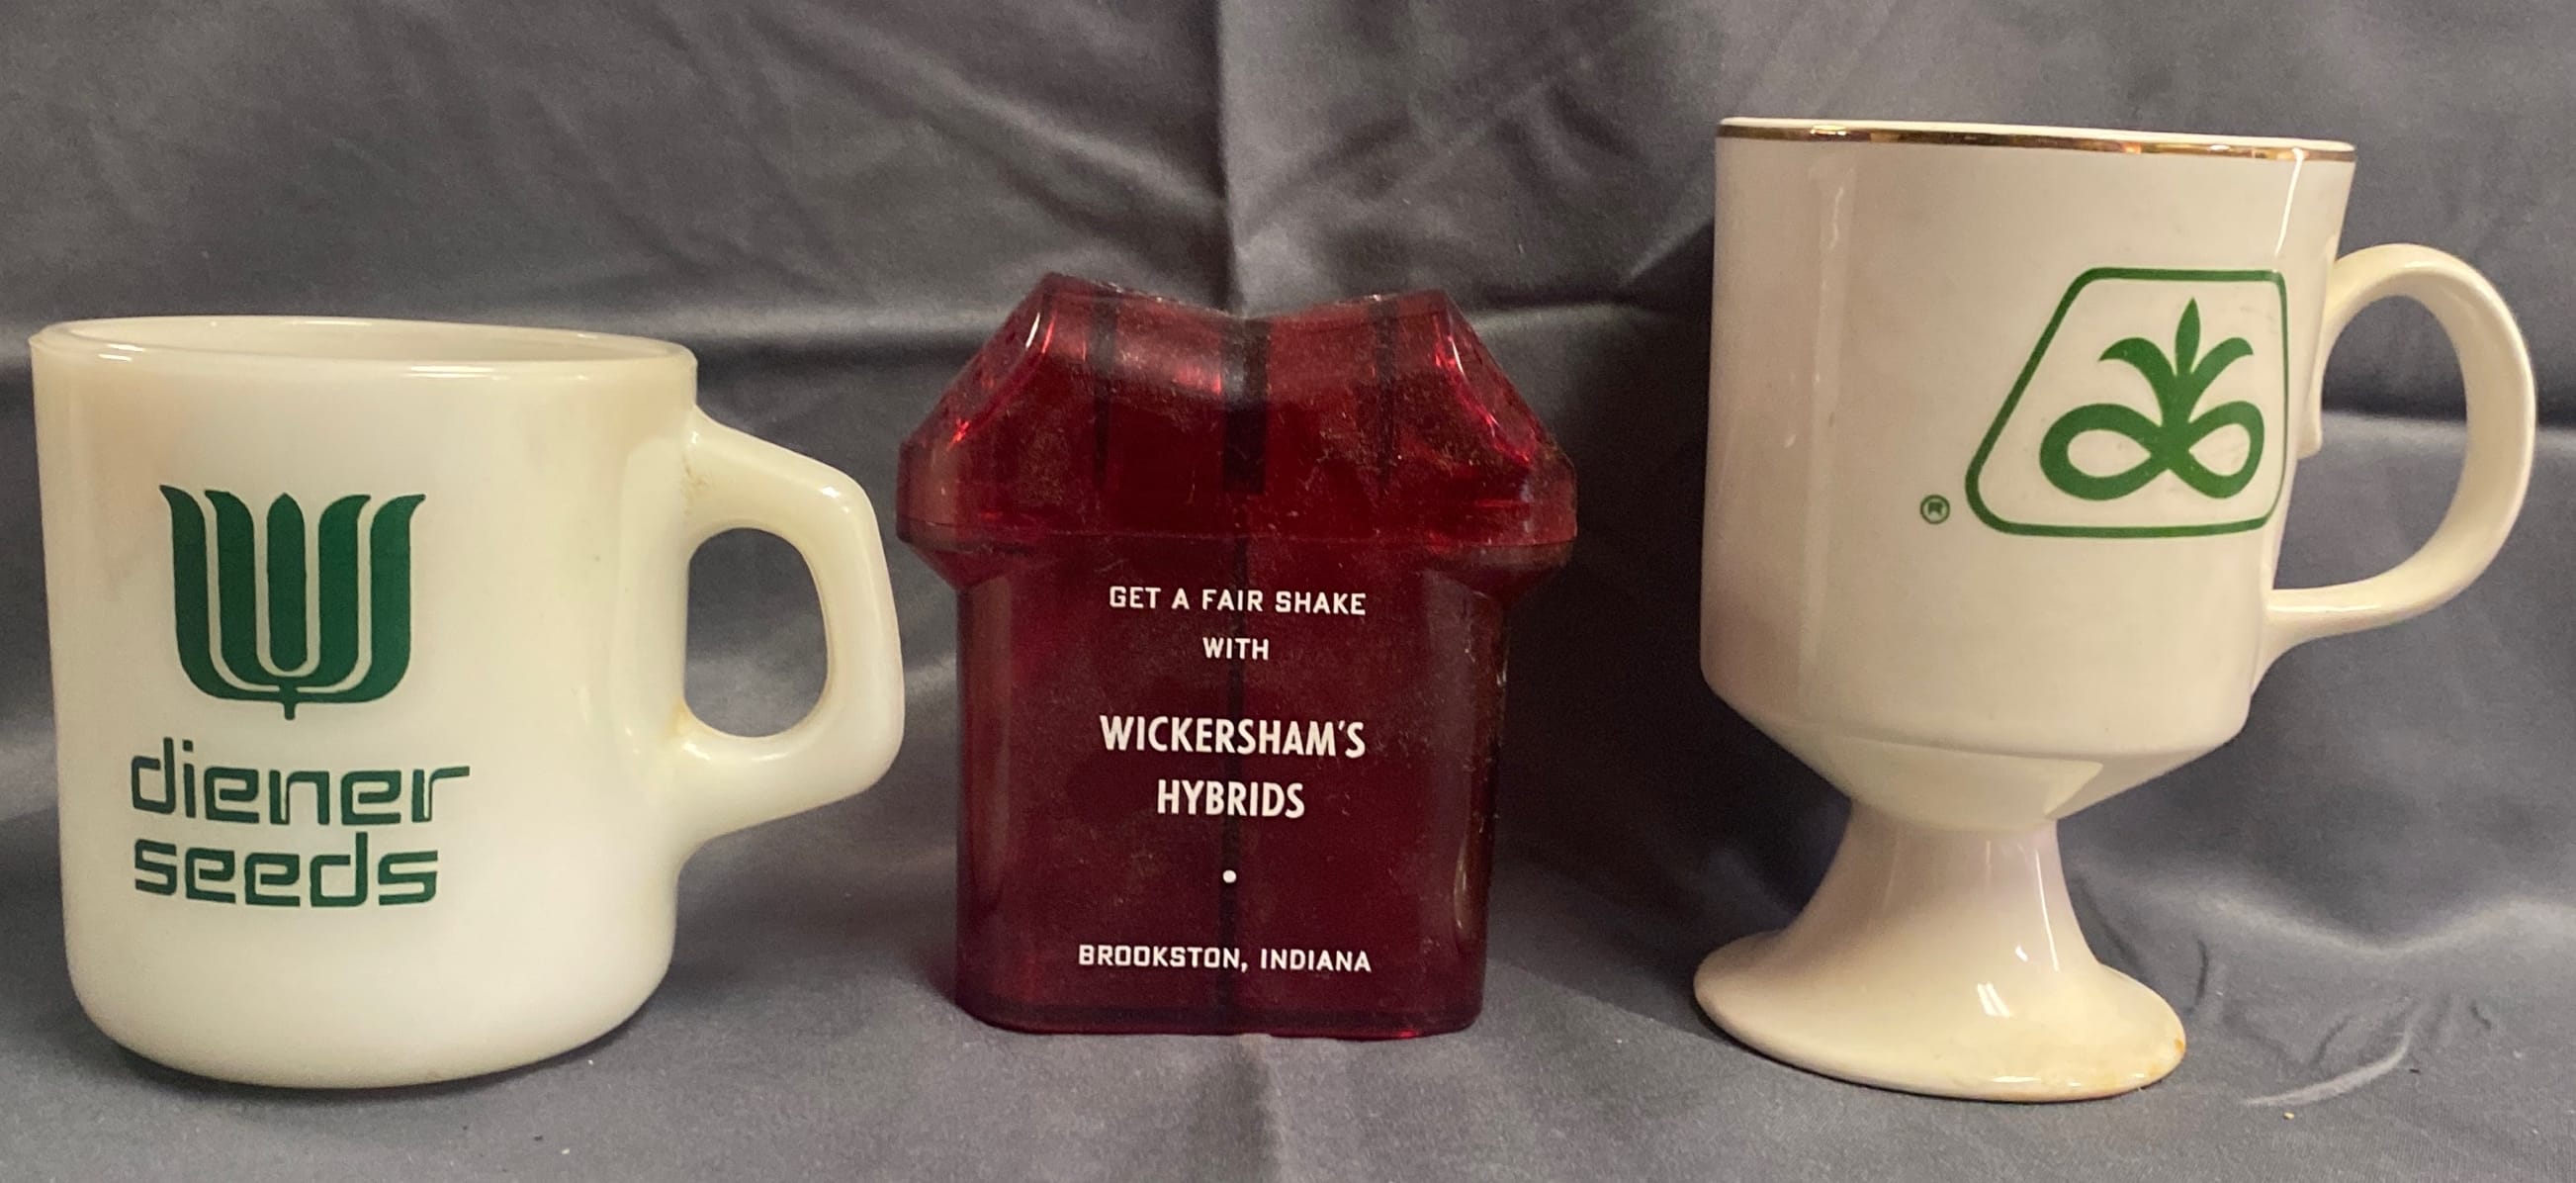 diener
seeds
GET A FAIR SHAKE
WITH
WICKERSHAM'S
HYBRIDS
•
BROOKSTON, INDIANA
®